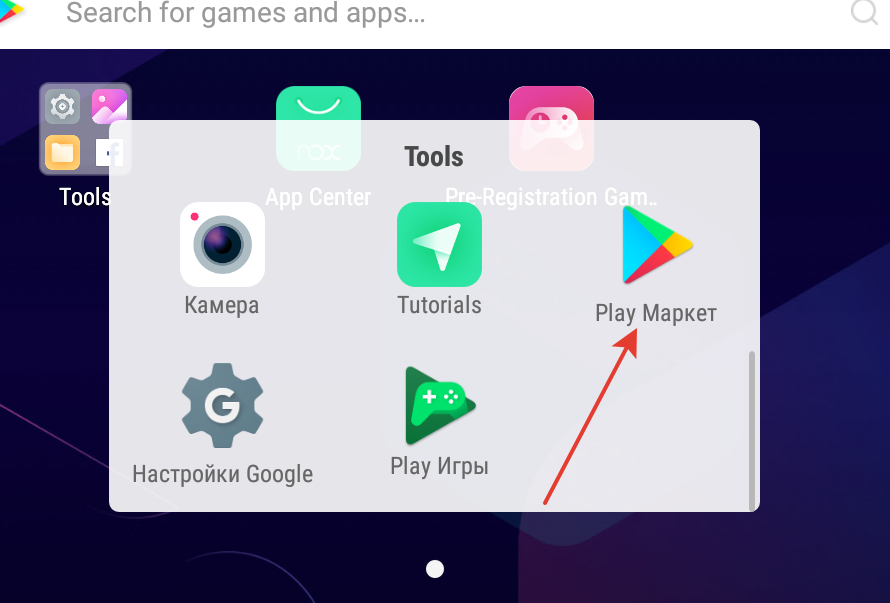 Search for games and apps...
Tools
App Center
Pre-Registration Gam..
nox
Tools
Камера
Tutorials
Play Маркет
Настройки Google
Play Игры